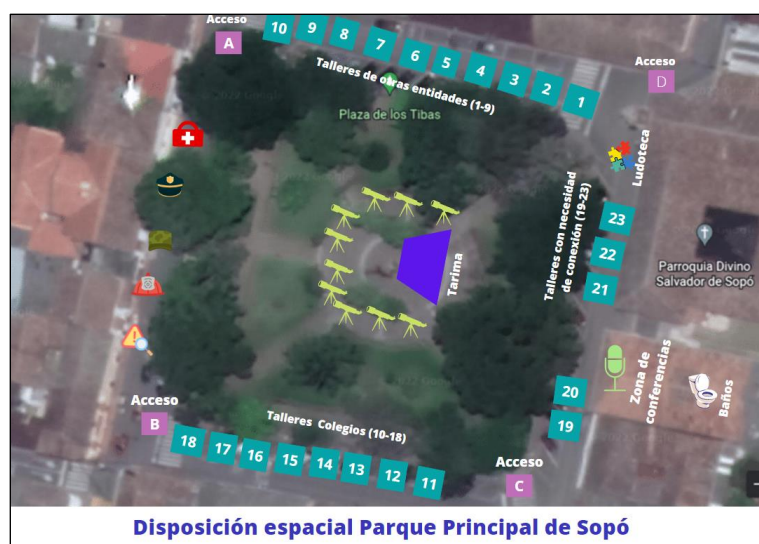 Acceso
A
10
9
8
7
6
5
4
3
2
1
Acceso
D
Talleres de otras entidades (1-9)
Plaza de los Tibas
Ludoteca
Talleres con necesidad
de conexión (19-23)
23
22
21
Parroquia Divino
Salvador de Sopó
Tarima
20
19
Zona de
conferencias
Baños
Acceso
B
Talleres Colegios (10-18)
18
17
16
15
14
13
12
11
Acceso
C
Disposición espacial Parque Principal de Sopó